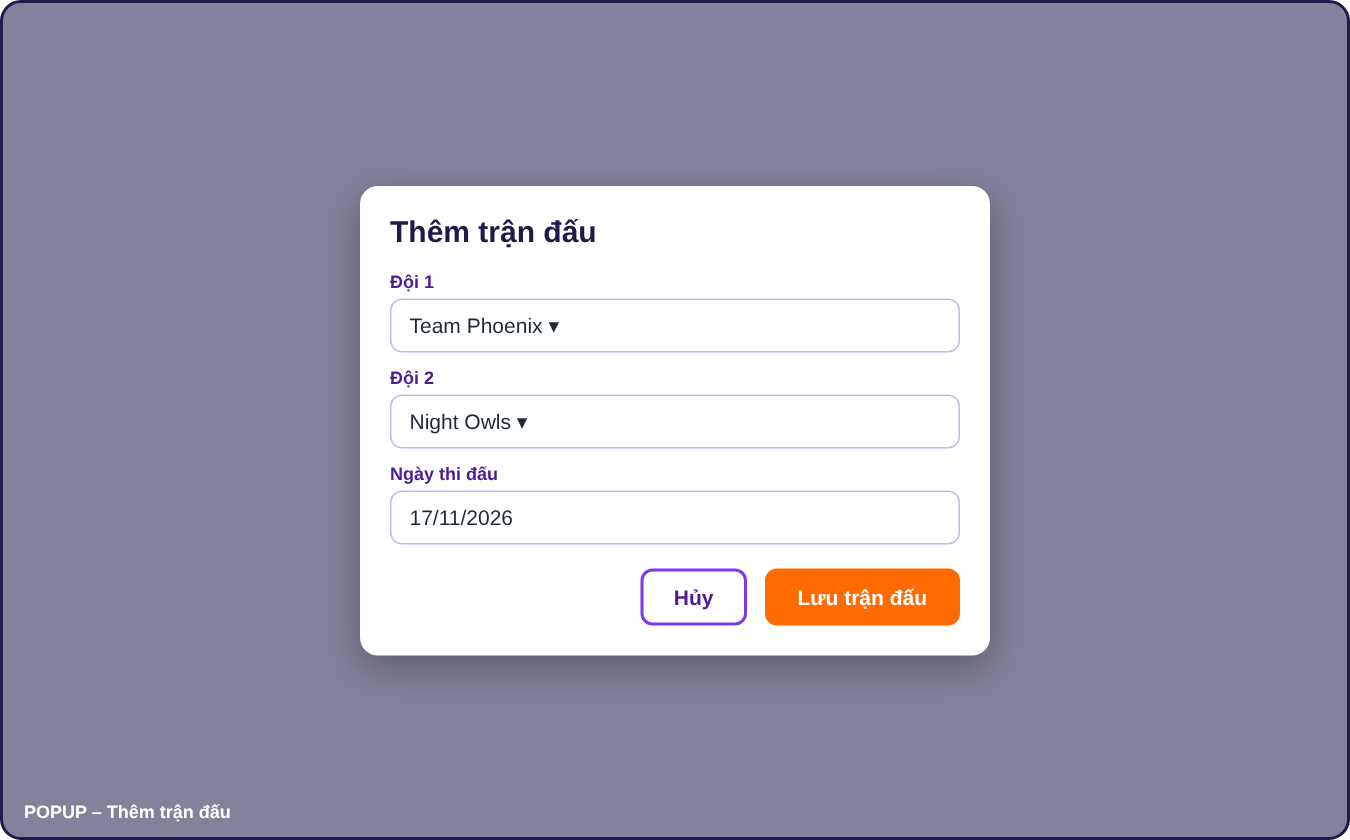 Thêm trận đấu
Đội 1
Team Phoenix ▾
Đội 2
Night Owls ▾
Ngày thi đấu
17/11/2026
Hủy
Lưu trận đấu
POPUP – Thêm trận đấu